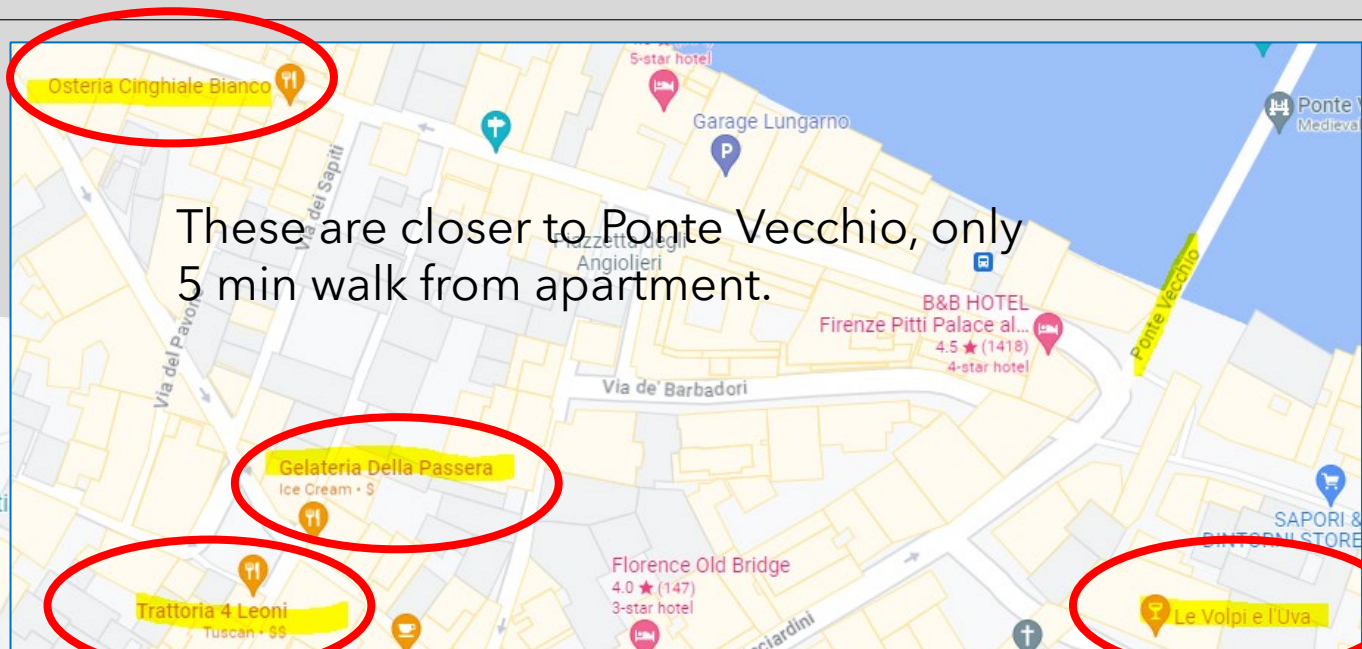 5-star hotel
Osteria Cinghiale Bianco
Garage Lungarno
P
Ponte
Medieval
Via dei Sapiti
These are closer to Ponte Vecchio, only
5 min walk from apartment.
Piazzetta degli
Angiolieri
Ponte Vecchio
B&B HOTEL
Firenze Pitti Palace al...
4.5 ★ (1418)
4-star hotel
Via del Pavone
Via de' Barbadori
Gelateria Della Passera
Ice Cream • $
SAPORI &
DINTORNI STORE
Florence Old Bridge
4.0 ★ (147)
3-star hotel
Trattoria 4 Leoni
Tuscan • $$
Le Volpi e l'Uva